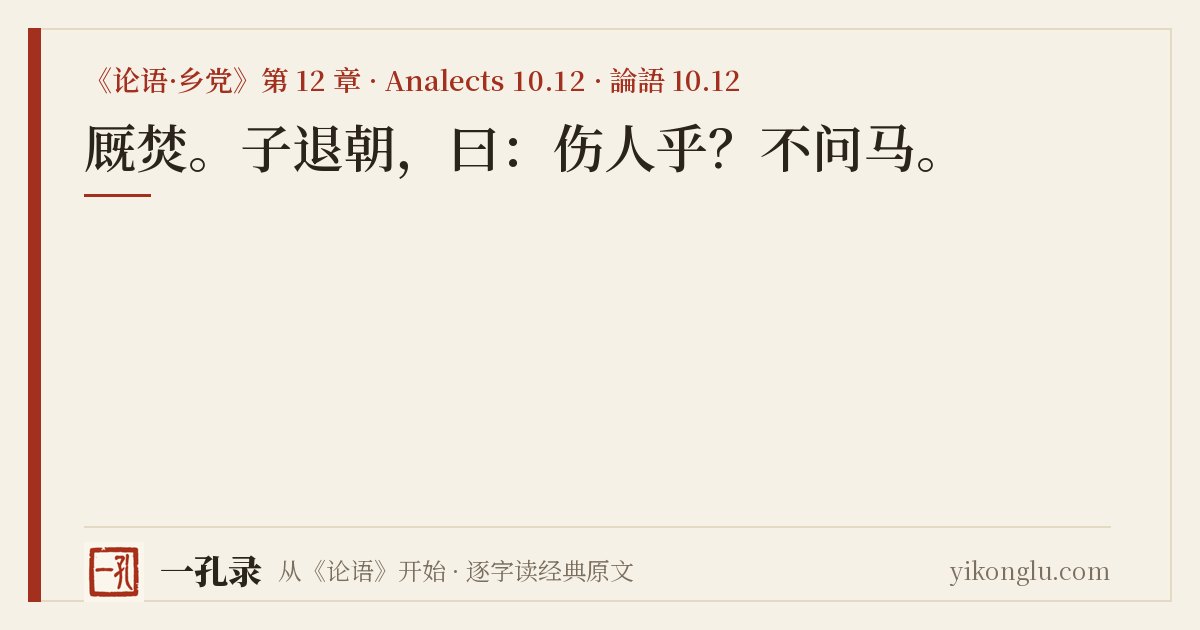 《论语·乡党》第 12 章 · Analects 10.12 · 論語 10.12
厩焚。子退朝，曰：伤人乎？不问马。
一孔
一孔录
从《论语》开始 · 逐字读经典原文
yikonglu.com